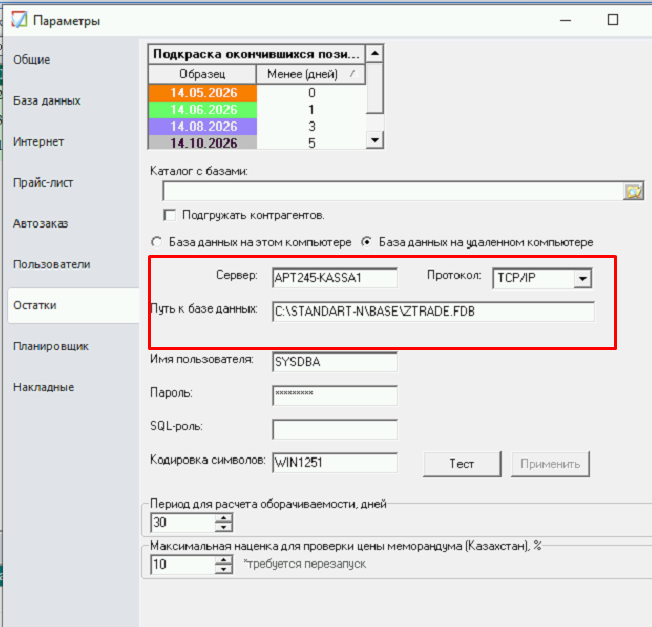 Параметры
Общие
База данных
Интернет
Прайс-лист
Автозаказ
Пользователи
Остатки
Планировщик
Накладные
Подкраска окончившихся пози...
Образец Менее (дней)
14.05.2026 0
14.06.2026 1
14.08.2026 3
14.10.2026 5
Каталог с базами:
Подгружать контрагентов.
База данных на этом компьютере База данных на удаленном компьютере
Сервер: APT245-KASSA1 Протокол: TCP/IP
Путь к базе данных: C:\STANDART-N\BASE\ZTRADE.FDB
Имя пользователя: SYSDBA
Пароль: *********
SQL-роль:
Кодировка символов: WIN1251 Тест Применить
Период для расчета оборачиваемости, дней
30
Максимальная наценка для проверки цены меморандума (Казахстан), %
10 *требуется перезапуск